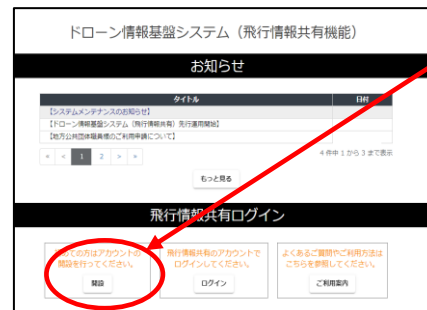 ドローン情報基盤システム（飛行情報共有機能）
お知らせ
タイトル 日付
【システムメンテナンスのお知らせ】
【ドローン情報基盤システム（飛行情報共有）先行運用開始】
【地方公共団体職員様のご利用申請について】
« < 1 2 > »
4 件中 1 から 3 まで表示
もっと見る
飛行情報共有ログイン
ての方はアカウントの
開設を行ってください。
開設
飛行情報共有のアカウントで
ログインしてください。
ログイン
よくあるご質問やご利用方法は
こちらを参照してください。
ご利用案内